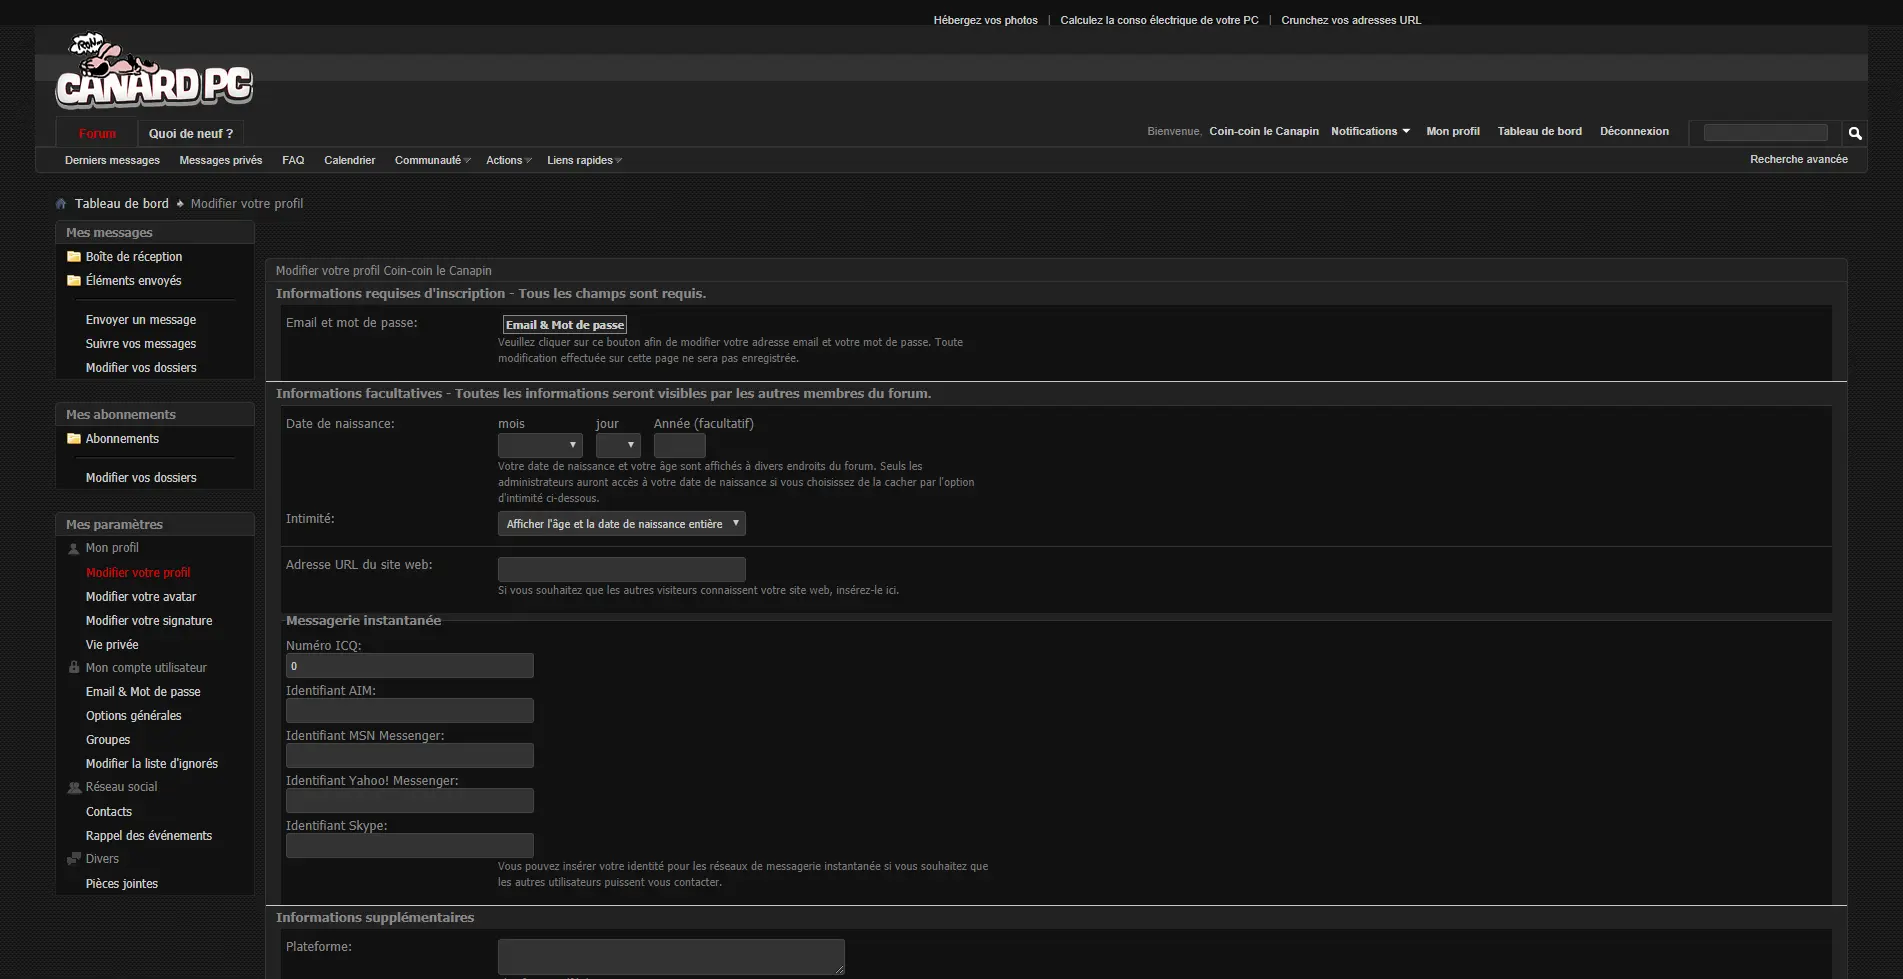 Hébergez vos photos | Calculez la conso électrique de votre PC | Crunchez vos adresses URL
CANARD PC
Forum
Quoi de neuf ?
Bienvenue, Coin-coin le Canapin Notifications Mon profil Tableau de bord Déconnexion
Derniers messages Messages privés FAQ Calendrier Communauté Actions Liens rapides
Recherche avancée
Tableau de bord Modifier votre profil
Mes messages
Boîte de réception
Éléments envoyés
Envoyer un message
Suivre vos messages
Modifier vos dossiers
Mes abonnements
Abonnements
Modifier vos dossiers
Mes paramètres
Mon profil
Modifier votre profil
Modifier votre avatar
Modifier votre signature
Vie privée
Mon compte utilisateur
Email & Mot de passe
Options générales
Groupes
Modifier la liste d'ignorés
Réseau social
Contacts
Rappel des événements
Divers
Pièces jointes
Modifier votre profil Coin-coin le Canapin
Informations requises d'inscription - Tous les champs sont requis.
Email et mot de passe:
Email & Mot de passe
Veuillez cliquer sur ce bouton afin de modifier votre adresse email et votre mot de passe. Toute
modification effectuée sur cette page ne sera pas enregistrée.
Informations facultatives - Toutes les informations seront visibles par les autres membres du forum.
Date de naissance:
mois jour Année (facultatif)
Votre date de naissance et votre âge sont affichés à divers endroits du forum. Seuls les
administrateurs auront accès à votre date de naissance si vous choisissez de la cacher par l'option
d'intimité ci-dessous.
Intimité:
Afficher l'âge et la date de naissance entière
Adresse URL du site web:
Si vous souhaitez que les autres visiteurs connaissent votre site web, insérez-le ici.
Messagerie instantanée
Numéro ICQ:
0
Identifiant AIM:
Identifiant MSN Messenger:
Identifiant Yahoo! Messenger:
Identifiant Skype:
Vous pouvez insérer votre identité pour les réseaux de messagerie instantanée si vous souhaitez que
les autres utilisateurs puissent vous contacter.
Informations supplémentaires
Plateforme: